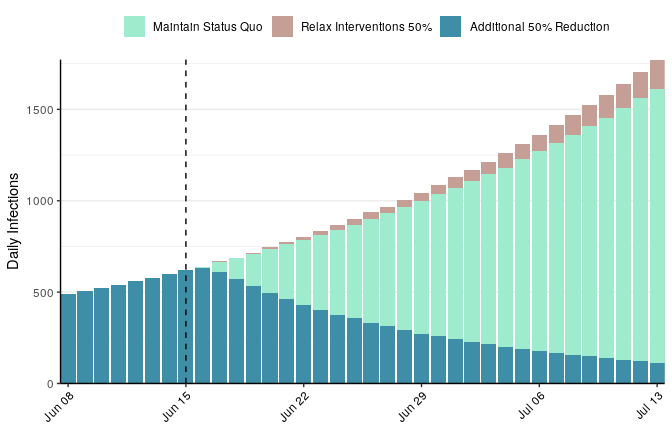 Maintain Status Quo Relax Interventions 50% Additional 50% Reduction
Daily Infections
1500
1000
500
0
Jun 08 Jun 15 Jun 22 Jun 29 Jul 06 Jul 13